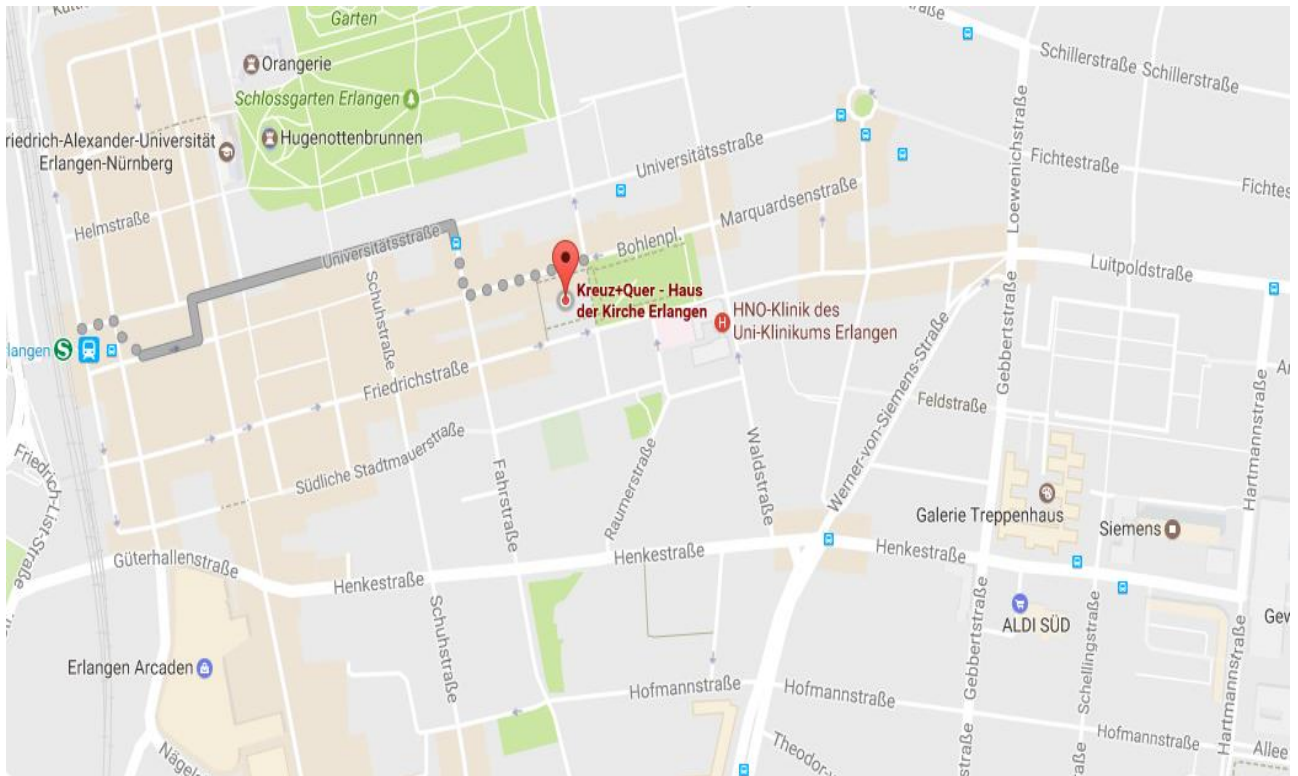 Garten
Orangerie
Schlossgarten Erlangen
Hugenottenbrunnen
riedrich-Alexander-Universität
Erlangen-Nürnberg
Helmstraße
Universitätsstraße
Universitätsstraße
Marquardsenstraße
Bohlenpl.
Schillerstraße
Schillerstraße
Fichtestraße
Fichtes
Loewenichstraße
Luitpoldstraße
Kreuz+Quer - Haus
der Kirche Erlangen
HNO-Klinik des
Uni-Klinikums Erlangen
H
langen
S
Schuhstraße
Friedrichstraße
Südliche Stadtmauerstraße
Fahrstraße
Raumerstraße
Waldstraße
Werner-von-Siemens-Straße
Gebbertstraße
Feldstraße
Hartmannstraße
Friedrich-List-Straße
Galerie Treppenhaus
Siemens
Güterhallenstraße
Henkestraße
Henkestraße
Henkestraße
ALDI SÜD
Schuhstraße
Gebbertstraße
Schellingstraße
Hartmannstraße
Gew
Erlangen Arcaden
Hofmannstraße
Hofmannstraße
Hofmannstraße
Allee
Nägels
Theodor-
straße
aße